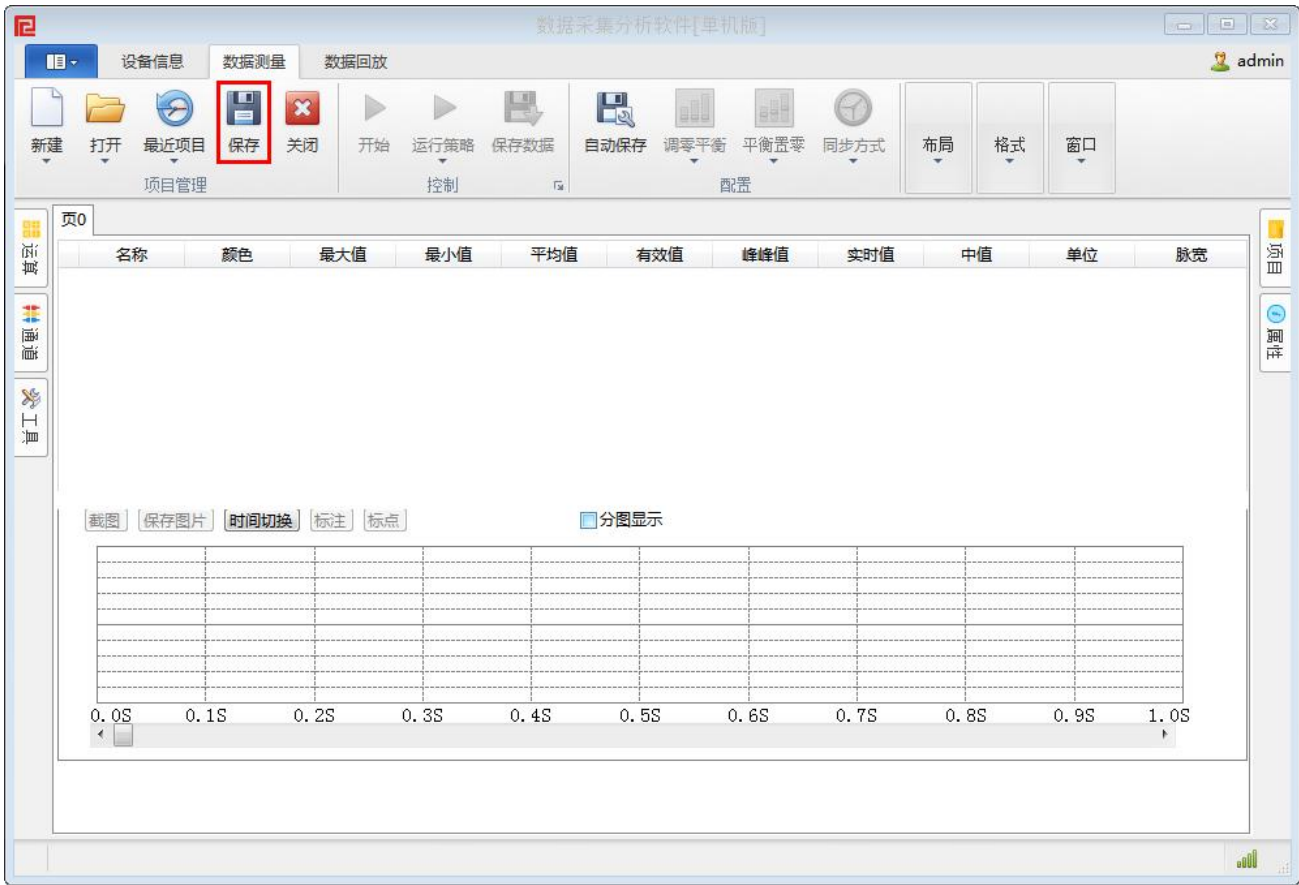 数据采集分析软件[单机版]
设备信息 数据测量 数据回放 admin
新建 打开 最近项目 保存 关闭 开始 运行策略 保存数据 自动保存 调零平衡 平衡置零 同步方式 布局 格式 窗口
项目管理 控制 配置
页0
名称 颜色 最大值 最小值 平均值 有效值 峰峰值 实时值 中值 单位 脉宽
运算
通道
工具
项目
属性
截图 保存图片 时间切换 标注 标点 分图显示
0.0S 0.1S 0.2S 0.3S 0.4S 0.5S 0.6S 0.7S 0.8S 0.9S 1.0S